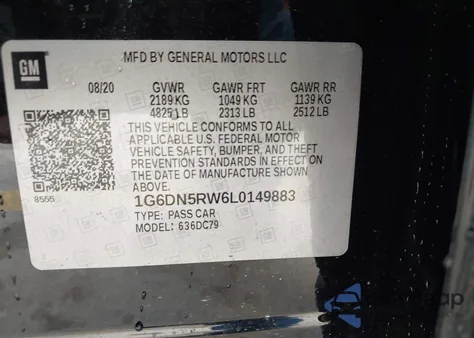 MFD BY GENERAL MOTORS LLC
GM
08/20 GVWR GAWR FRT GAWR RR
2189 KG 1049 KG 1139 KG
4825 LB 2313 LB 2512 LB
THIS VEHICLE CONFORMS TO ALL
APPLICABLE U.S. FEDERAL MOTOR
VEHICLE SAFETY, BUMPER, AND THEFT
PREVENTION STANDARDS IN EFFECT ON
THE DATE OF MANUFACTURE SHOWN
ABOVE.
8555
1G6DN5RW6L0149883
TYPE: PASS CAR
MODEL: 636DC79